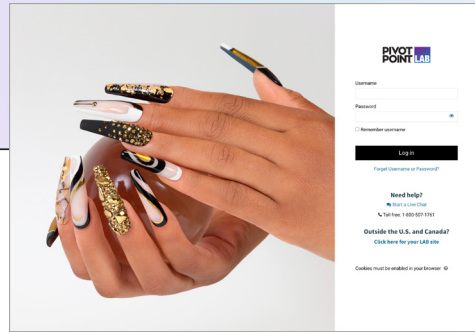 PIVOT
POINT LAB
Username
Password
Remember username
Log in
Forgot Username or Password?
Need help?
Start a Live Chat
Toll free: 1-800-507-1761
Outside the U.S. and Canada?
Click here for your LAB site
Cookies must be enabled in your browser